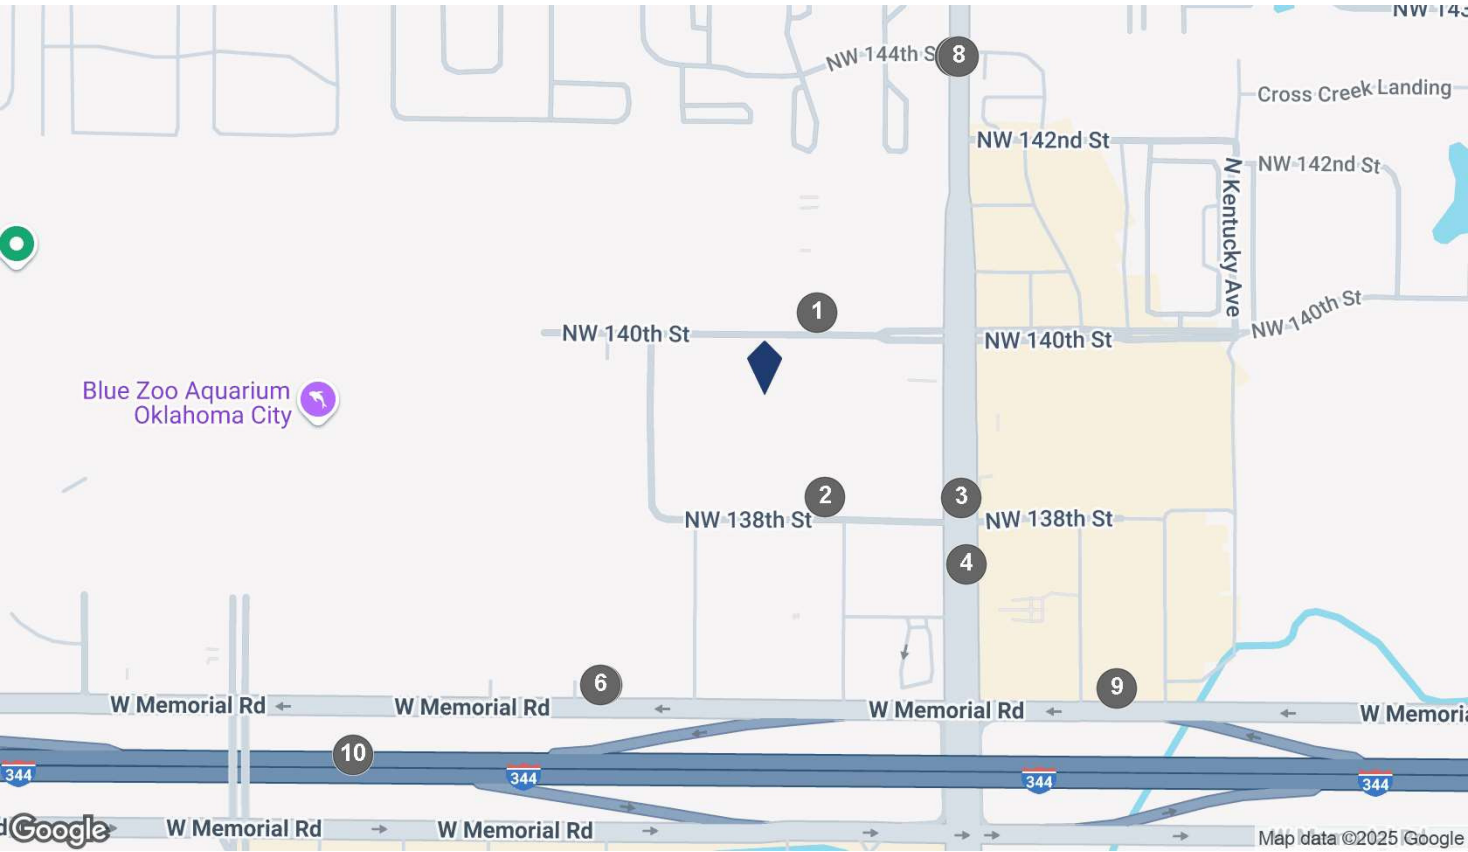 NW 143
NW 144th S
8
Cross Creek Landing
NW 142nd St
NW 142nd St
N Kentucky Ave
1
NW 140th St
NW 140th St
NW 140th St
Blue Zoo Aquarium
Oklahoma City
2
3
NW 138th St
NW 138th St
4
6
9
W Memorial Rd
W Memorial Rd
W Memorial Rd
W Memoria
10
344
344
344
344
Google
W Memorial Rd
W Memorial Rd
Map data ©2025 Google